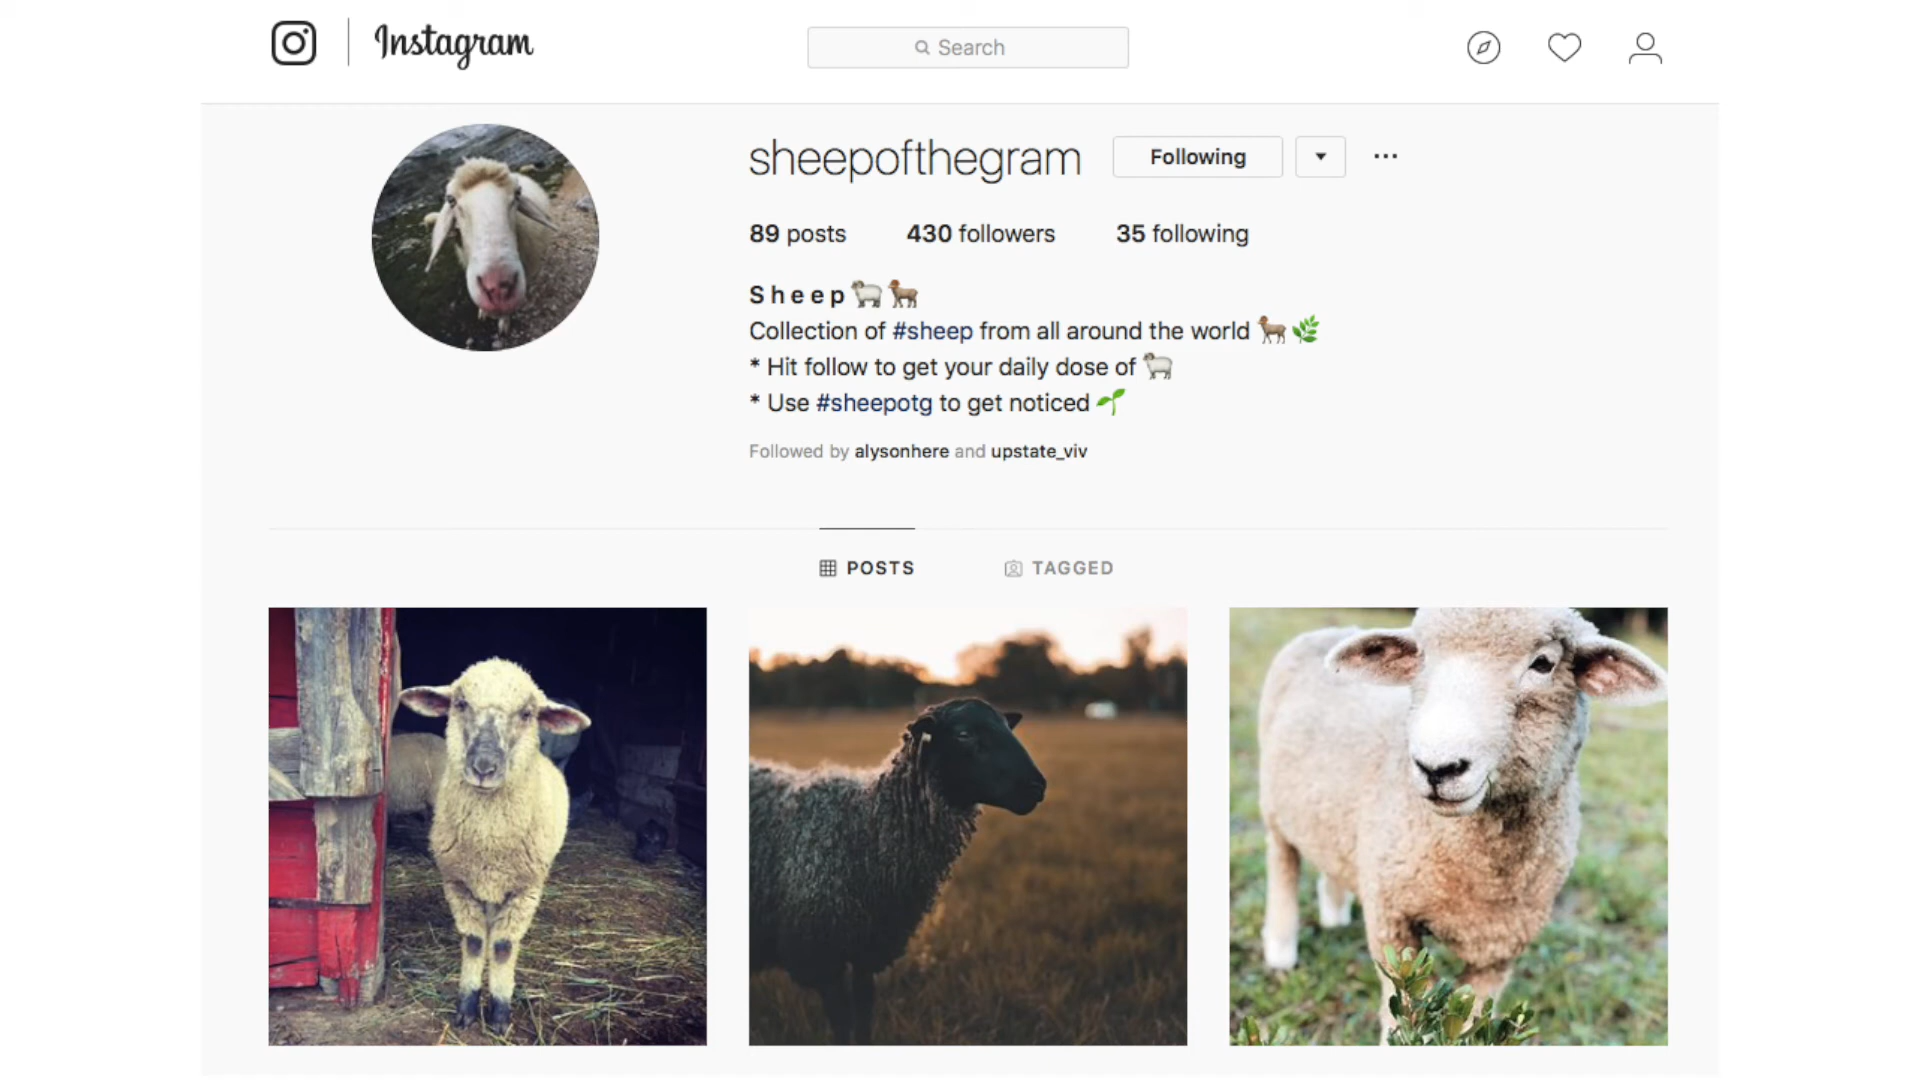 Instagram
Search
sheepofthegram Following
89 posts 430 followers 35 following
Sheep 🐑🐏
Collection of #sheep from all around the world 🐏🌿
* Hit follow to get your daily dose of 🐑
* Use #sheepotg to get noticed 🌱
Followed by alysonhere and upstate_viv
POSTS TAGGED